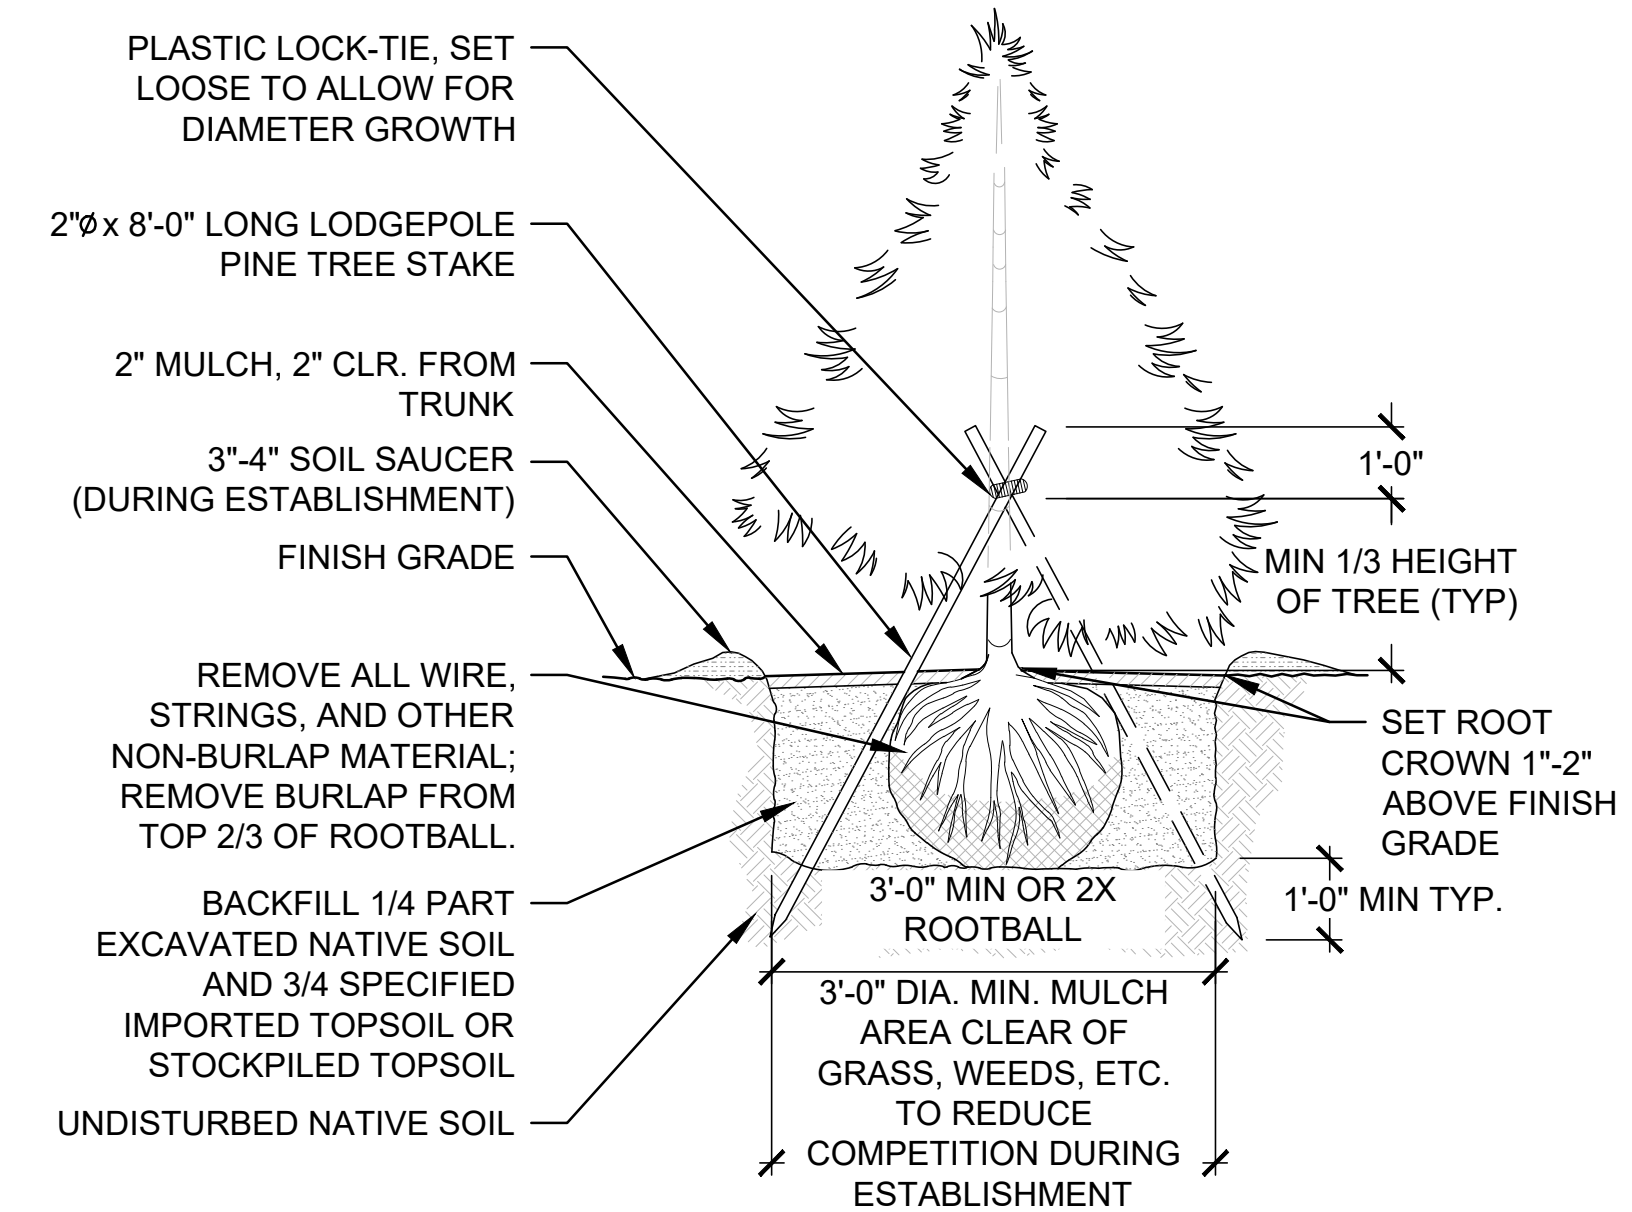 PLASTIC LOCK-TIE, SET
LOOSE TO ALLOW FOR
DIAMETER GROWTH
2"ø x 8'-0" LONG LODGEPOLE
PINE TREE STAKE
2" MULCH, 2" CLR. FROM
TRUNK
3"-4" SOIL SAUCER
(DURING ESTABLISHMENT)
FINISH GRADE
REMOVE ALL WIRE,
STRINGS, AND OTHER
NON-BURLAP MATERIAL;
REMOVE BURLAP FROM
TOP 2/3 OF ROOTBALL.
BACKFILL 1/4 PART
EXCAVATED NATIVE SOIL
AND 3/4 SPECIFIED
IMPORTED TOPSOIL OR
STOCKPILED TOPSOIL
UNDISTURBED NATIVE SOIL
1'-0"
MIN 1/3 HEIGHT
OF TREE (TYP)
SET ROOT
CROWN 1"-2"
ABOVE FINISH
GRADE
1'-0" MIN TYP.
3'-0" MIN OR 2X
ROOTBALL
3'-0" DIA. MIN. MULCH
AREA CLEAR OF
GRASS, WEEDS, ETC.
TO REDUCE
COMPETITION DURING
ESTABLISHMENT